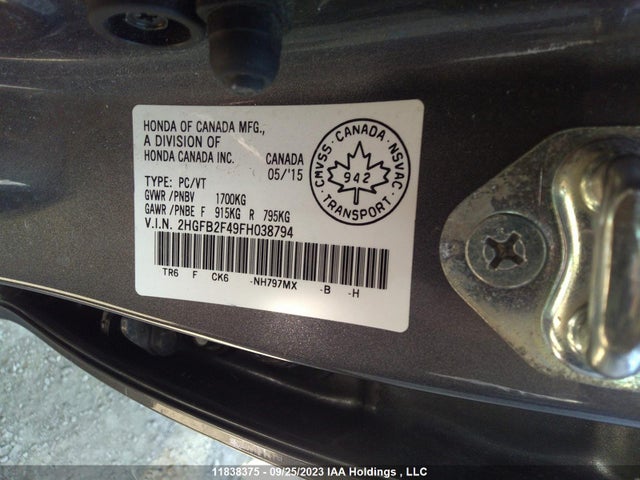 HONDA OF CANADA MFG.,
A DIVISION OF
HONDA CANADA INC. CANADA
05/'15
TYPE: PC/VT
GVWR /PNBV 1700KG
GAWR /PNBE F 915KG R 795KG
V.I.N. 2HGFB2F49FH038794
TR6 F CK6 -NH797MX -B -H
CMVSS · CANADA · NSVAC
942
TRANSPORT
11838375 - 09/25/2023 IAA Holdings , LLC